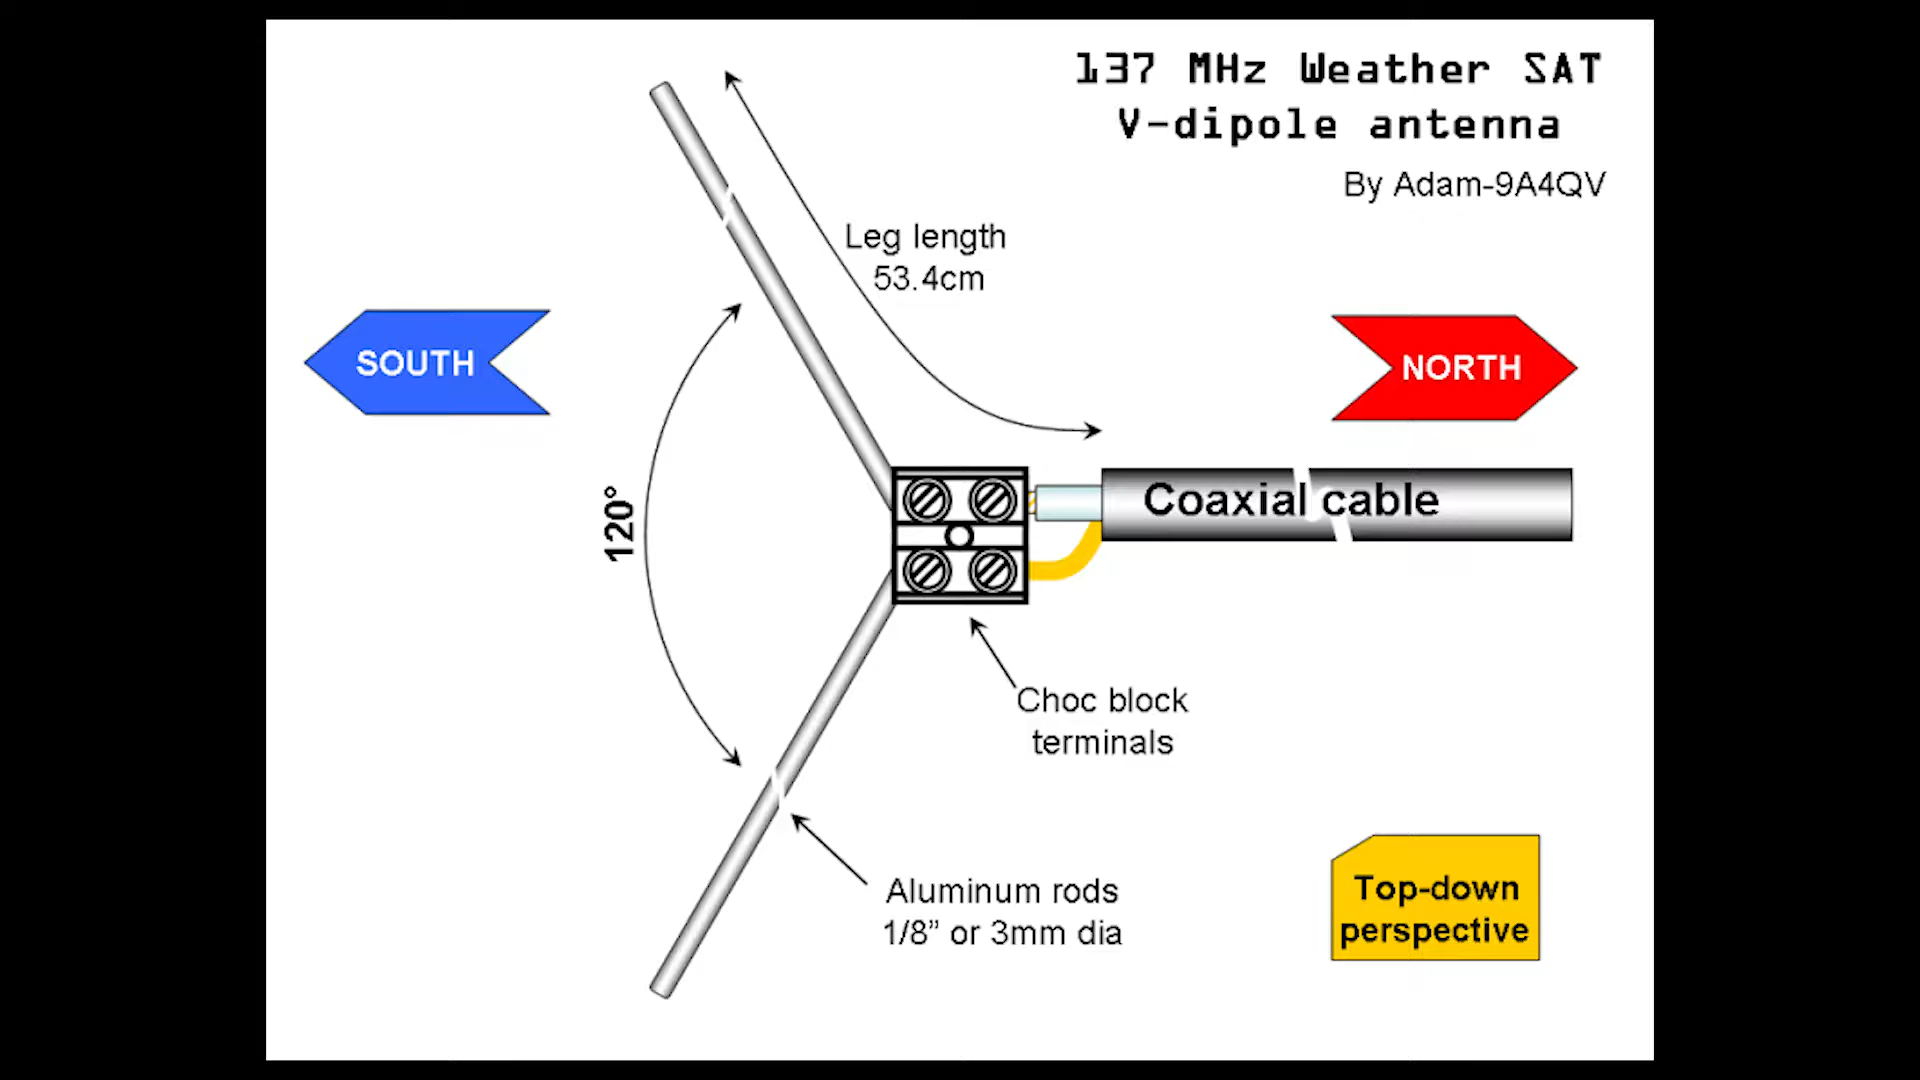 137 MHz Weather SAT
V-dipole antenna
By Adam-9A4QV
Leg length
53.4cm
SOUTH
NORTH
120°
Coaxial cable
Choc block
terminals
Aluminum rods
1/8” or 3mm dia
Top-down
perspective